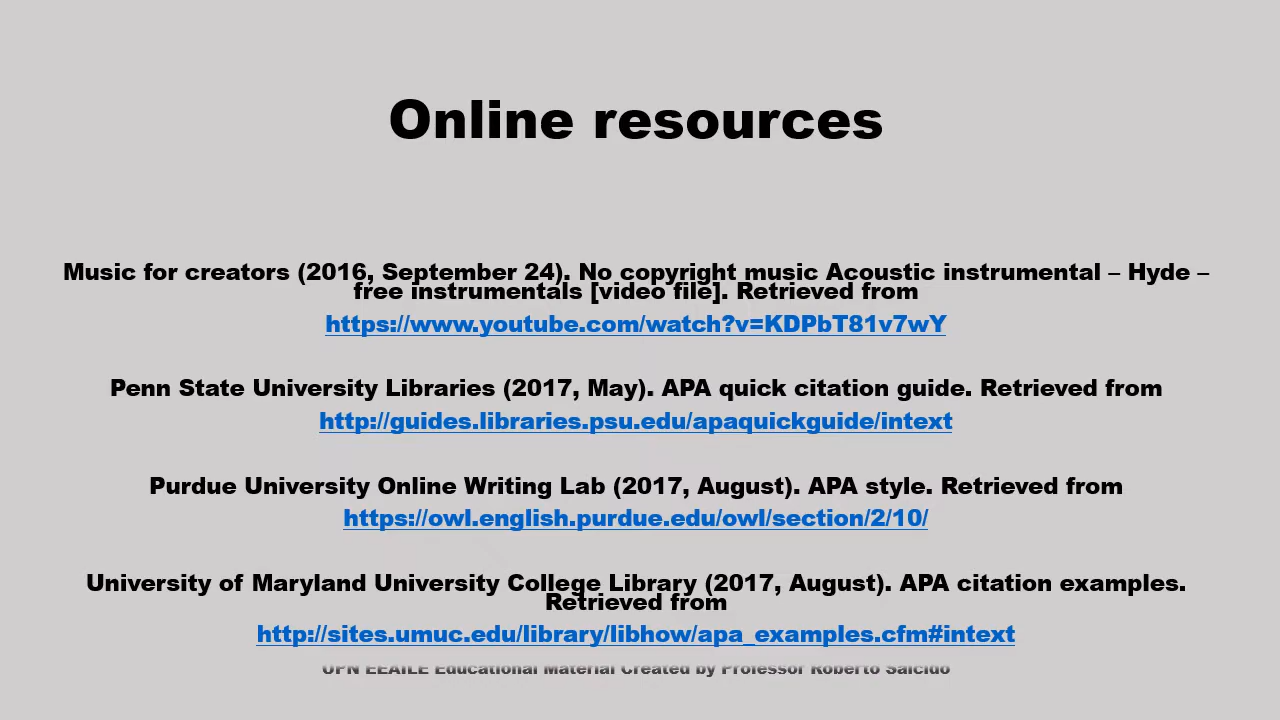 Online resources
Music for creators (2016, September 24). No copyright music Acoustic instrumental – Hyde –
free instrumentals [video file]. Retrieved from
https://www.youtube.com/watch?v=KDPbT81v7wY
Penn State University Libraries (2017, May). APA quick citation guide. Retrieved from
http://guides.libraries.psu.edu/apaquickguide/intext
Purdue University Online Writing Lab (2017, August). APA style. Retrieved from
https://owl.english.purdue.edu/owl/section/2/10/
University of Maryland University College Library (2017, August). APA citation examples.
Retrieved from
http://sites.umuc.edu/library/libhow/apa_examples.cfm#intext
UPN EEAILE Educational Material Created by Professor Roberto Salcido